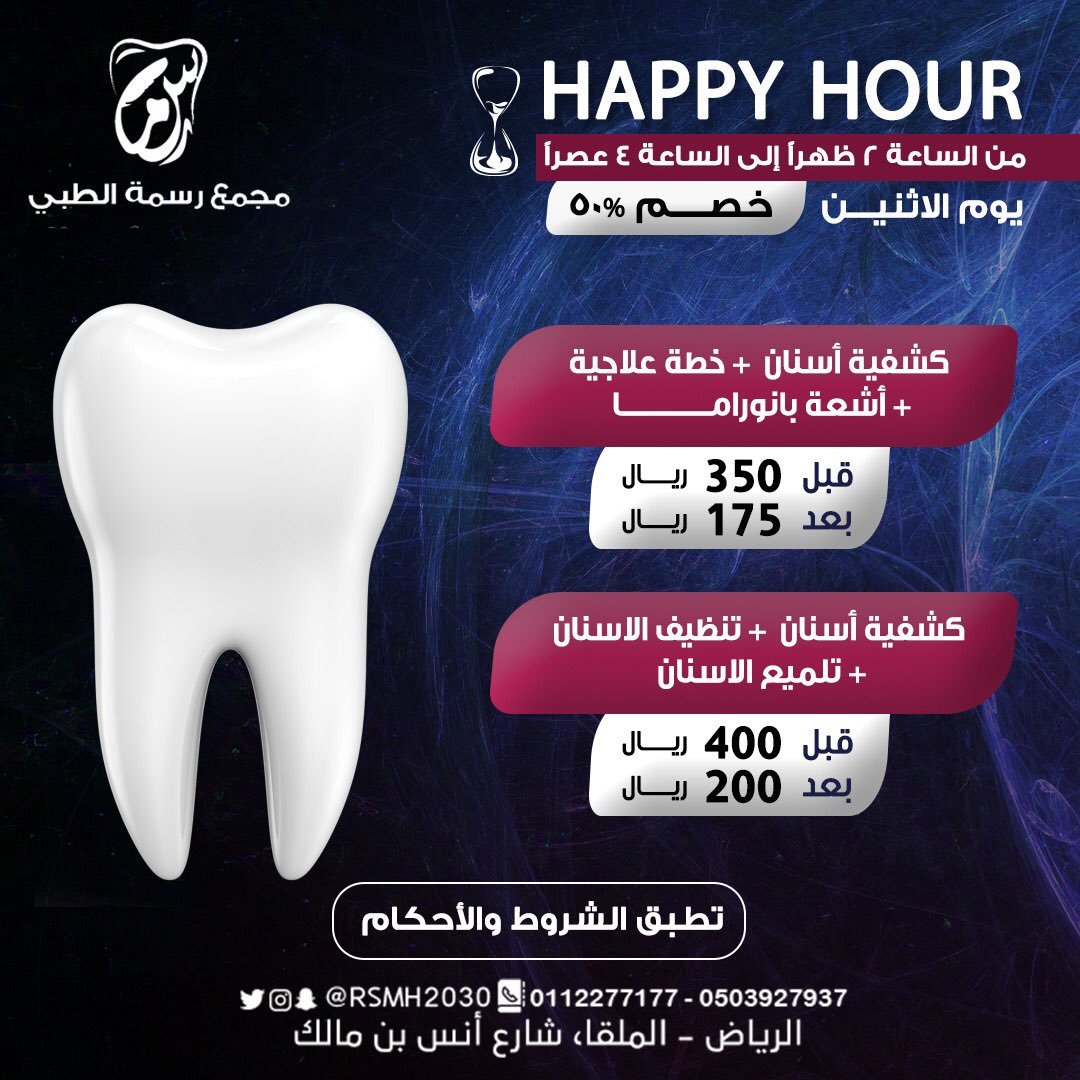 مجمع رسمة الطبي
HAPPY HOUR
من الساعة ٢ ظهراً إلى الساعة ٤ عصراً
يوم الاثنين خصم ٥٠%
كشفية أسنان + خطة علاجية
+ أشعة بانوراما
قبل 350 ريال
بعد 175 ريال
كشفية أسنان + تنظيف الاسنان
+ تلميع الاسنان
قبل 400 ريال
بعد 200 ريال
تطبق الشروط والأحكام
@RSMH2030 0112277177 - 0503927937
الرياض - الملقا، شارع أنس بن مالك